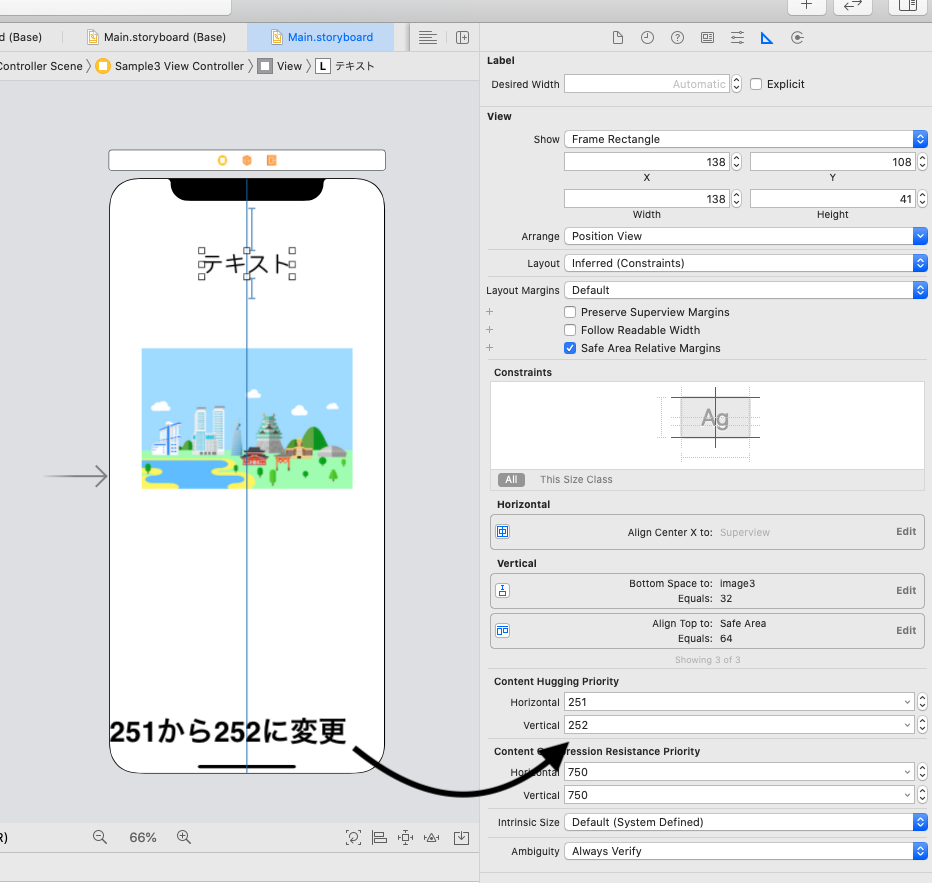 d (Base)
Main.storyboard (Base)
Main.storyboard
Controller Scene 〉 Sample3 View Controller 〉 View 〉 L テキスト
テキスト
251から252に変更
R)
66%
Label
Desired Width Automatic Explicit
View
Show Frame Rectangle
138 108
X Y
138 41
Width Height
Arrange Position View
Layout Inferred (Constraints)
Layout Margins Default
Preserve Superview Margins
Follow Readable Width
Safe Area Relative Margins
Constraints
Ag
All This Size Class
Horizontal
Align Center X to: Superview Edit
Vertical
Bottom Space to: image3
Equals: 32
Edit
Align Top to: Safe Area
Equals: 64
Edit
Showing 3 of 3
Content Hugging Priority
Horizontal 251
Vertical 252
Content Compression Resistance Priority
Horizontal 750
Vertical 750
Intrinsic Size Default (System Defined)
Ambiguity Always Verify